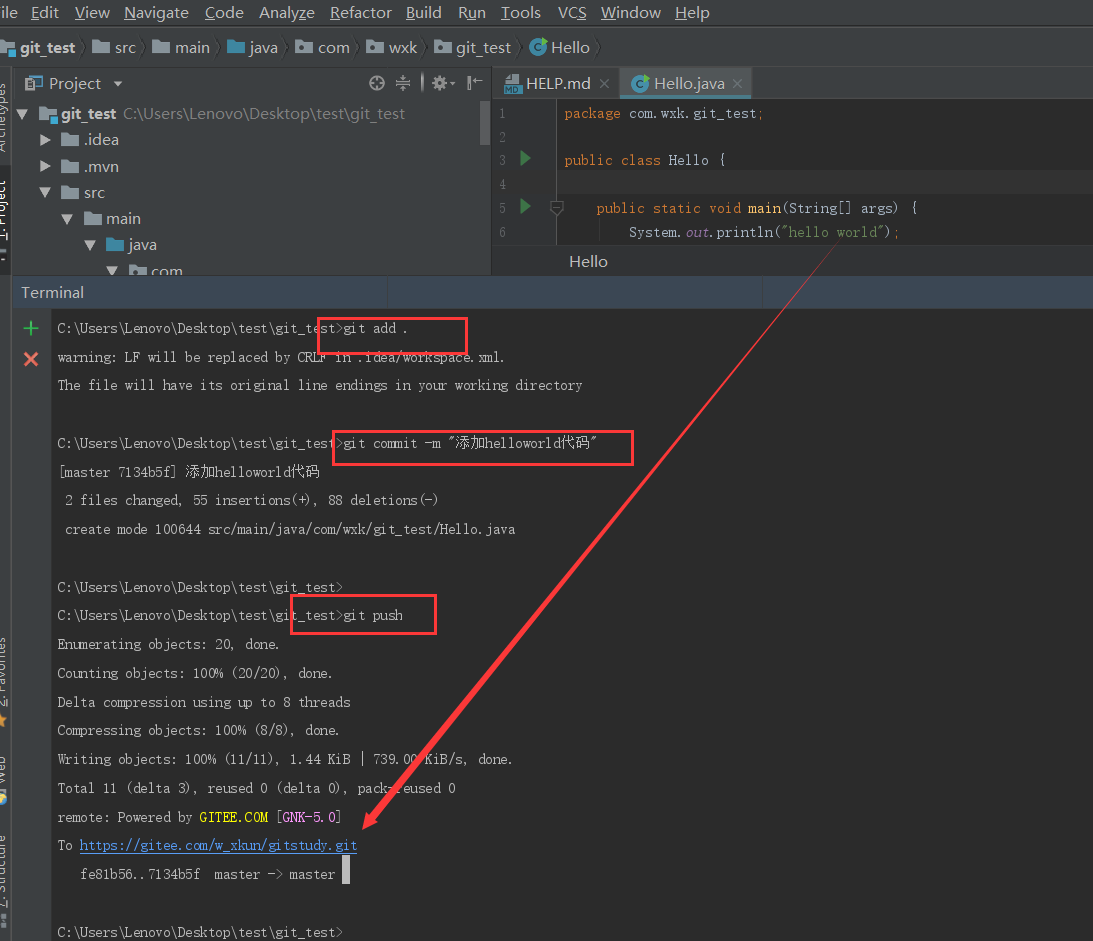 ile Edit View Navigate Code Analyze Refactor Build Run Tools VCS Window Help
git_test src main java com wxk git_test Hello
Project
HELP.md Hello.java
git_test C:\Users\Lenovo\Desktop\test\git_test
.idea
.mvn
src
main
java
com
1 package com.wxk.git_test;
2
3 public class Hello {
4
5 public static void main(String[] args) {
6 System.out.println("hello world");
Hello
Archetypes
1: Project
2: Favorites
Web
7: Structure
Terminal
C:\Users\Lenovo\Desktop\test\git_test>git add .
warning: LF will be replaced by CRLF in .idea/workspace.xml.
The file will have its original line endings in your working directory
C:\Users\Lenovo\Desktop\test\git_test>git commit -m "添加helloworld代码"
[master 7134b5f] 添加helloworld代码
2 files changed, 55 insertions(+), 88 deletions(-)
create mode 100644 src/main/java/com/wxk/git_test/Hello.java
C:\Users\Lenovo\Desktop\test\git_test>
C:\Users\Lenovo\Desktop\test\git_test>git push
Enumerating objects: 20, done.
Counting objects: 100% (20/20), done.
Delta compression using up to 8 threads
Compressing objects: 100% (8/8), done.
Writing objects: 100% (11/11), 1.44 KiB | 739.00 KiB/s, done.
Total 11 (delta 3), reused 0 (delta 0), pack-reused 0
remote: Powered by GITEE.COM [GNK-5.0]
To https://gitee.com/w_xkun/gitstudy.git
fe81b56..7134b5f master -> master
C:\Users\Lenovo\Desktop\test\git_test>